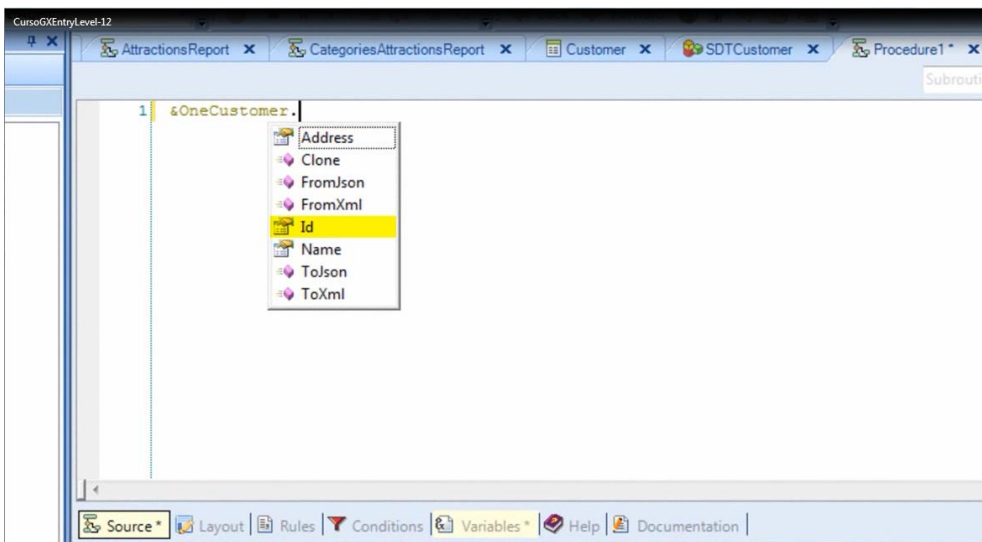 CursoGXEntryLevel-12
AttractionsReport x CategoriesAttractionsReport x Customer x SDTCustomer x Procedure1 * x
Subrouti
1 &OneCustomer.
Address
Clone
FromJson
FromXml
Id
Name
ToJson
ToXml
Source * Layout Rules Conditions Variables * Help Documentation